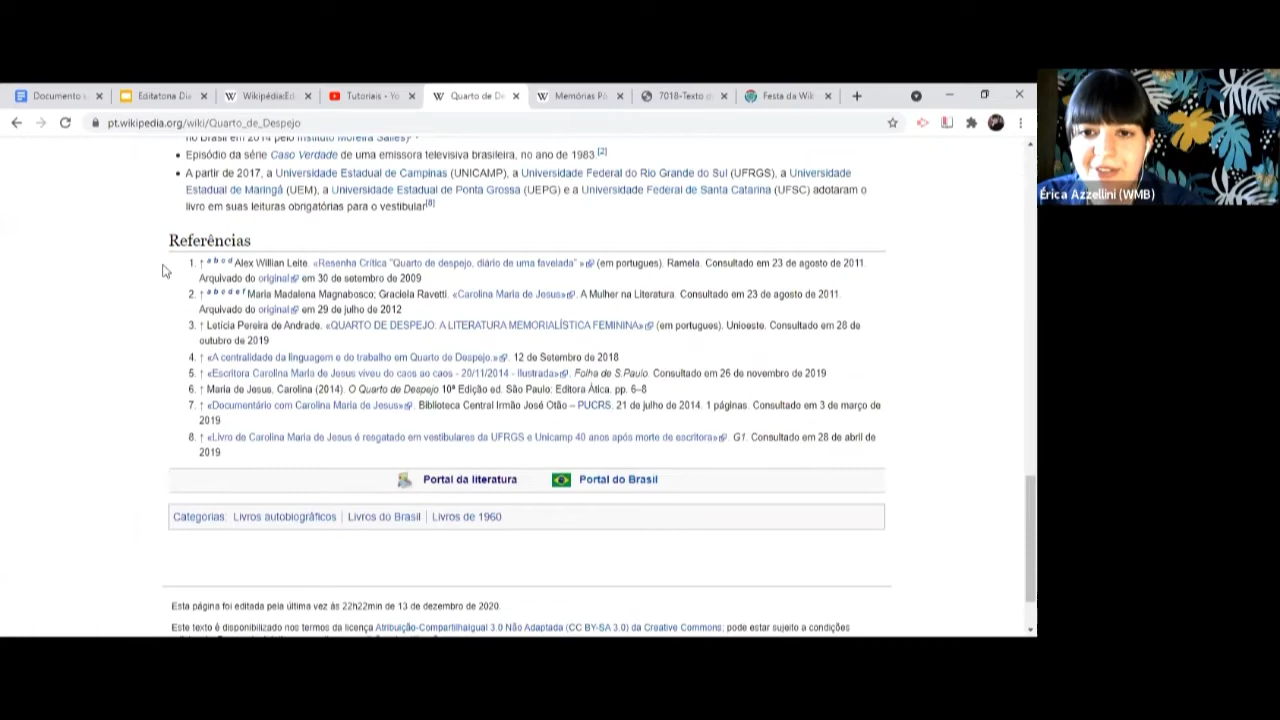 Documento
Editatona Dia
Wikipédia:Ed
Tutoriais - Yo
Quarto de De
Memórias Pó
7018-Texto d
Festa da Wik
pt.wikipedia.org/wiki/Quarto_de_Despejo
no Brasil em 2014 pelo Instituto Moreira Salles
Episódio da série Caso Verdade de uma emissora televisiva brasileira, no ano de 1983.[2]
A partir de 2017, a Universidade Estadual de Campinas (UNICAMP), a Universidade Federal do Rio Grande do Sul (UFRGS), a Universidade
Estadual de Maringá (UEM), a Universidade Estadual de Ponta Grossa (UEPG) e a Universidade Federal de Santa Catarina (UFSC) adotaram o
livro em suas leituras obrigatórias para o vestibular[8]
Érica Azzellini (WMB)
Referências
1. ↑ a b c d Alex Willian Leite. «Resenha Crítica "Quarto de despejo, diário de uma favelada" » (em portugues). Ramela. Consultado em 23 de agosto de 2011.
Arquivado do original em 30 de setembro de 2009
2. ↑ a b c d e f Maria Madalena Magnabosco; Graciela Ravetti. «Carolina Maria de Jesus». A Mulher na Literatura. Consultado em 23 de agosto de 2011.
Arquivado do original em 29 de julho de 2012
3. ↑ Letícia Pereira de Andrade. «QUARTO DE DESPEJO: A LITERATURA MEMORIALÍSTICA FEMININA» (em portugues). Unioeste. Consultado em 28 de
outubro de 2019
4. ↑ «A centralidade da linguagem e do trabalho em Quarto de Despejo.». 12 de Setembro de 2018
5. ↑ «Escritora Carolina Maria de Jesus viveu do caos ao caos - 20/11/2014 - Ilustrada». Folha de S.Paulo. Consultado em 26 de novembro de 2019
6. ↑ Maria de Jesus, Carolina (2014). O Quarto de Despejo 10ª Edição ed. São Paulo: Editora Ática. pp. 6–8
7. ↑ «Documentário com Carolina Maria de Jesus». Biblioteca Central Irmão José Otão – PUCRS. 21 de julho de 2014. 1 páginas. Consultado em 3 de março de
2019
8. ↑ «Livro de Carolina Maria de Jesus é resgatado em vestibulares da UFRGS e Unicamp 40 anos após morte de escritora». G1. Consultado em 28 de abril de
2019
Portal da literatura
Portal do Brasil
Categorias: Livros autobiográficos | Livros do Brasil | Livros de 1960
Esta página foi editada pela última vez às 22h22min de 13 de dezembro de 2020.
Este texto é disponibilizado nos termos da licença Atribuição-CompartilhaIgual 3.0 Não Adaptada (CC BY-SA 3.0) da Creative Commons; pode estar sujeito a condições